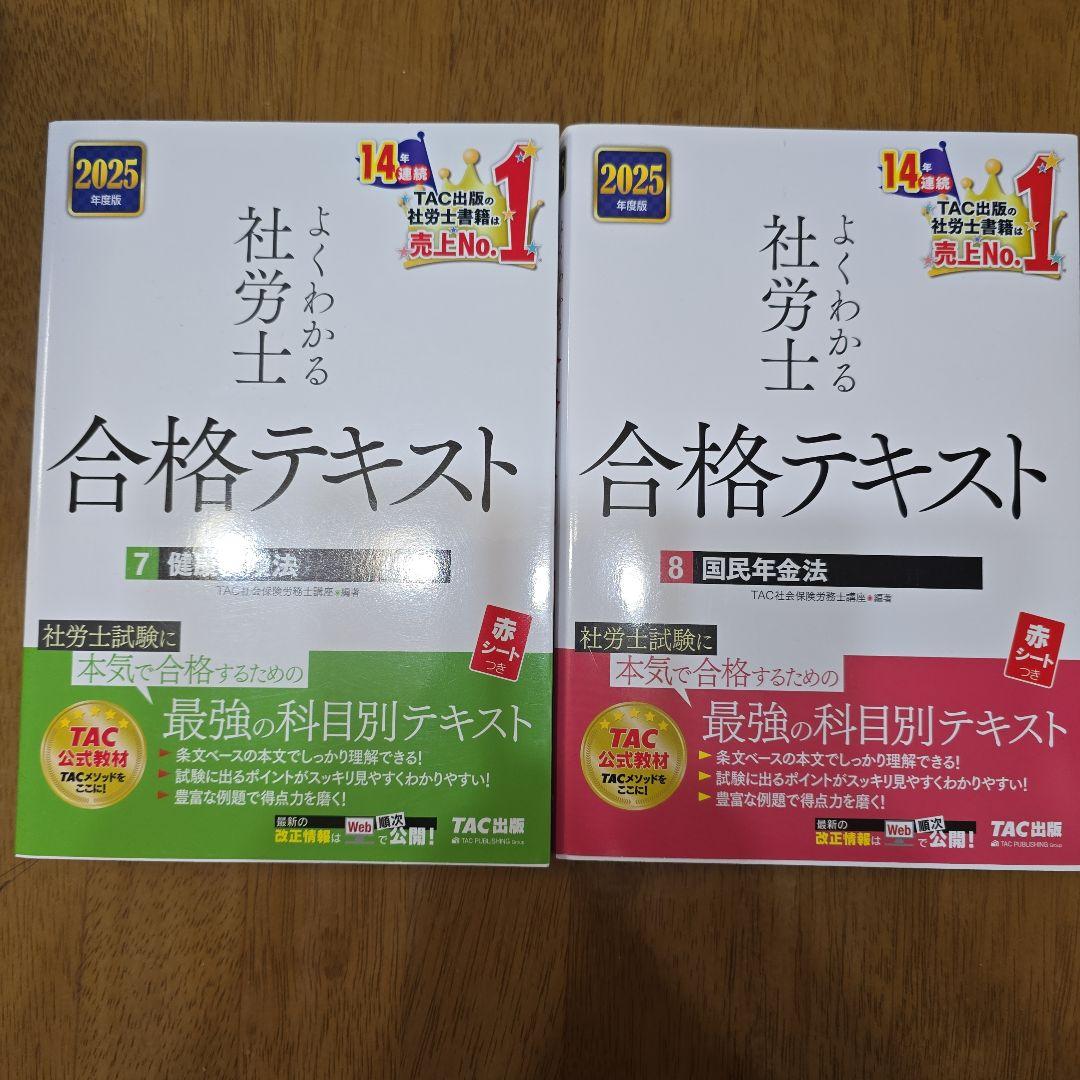 2025
年度版
14年
連続
TAC出版の
社労士書籍は
売上No.1
よくわかる
社労士
合格テキスト
7 健 法
TAC社会保険労務士講座 編著
社労士試験に
本気で合格するための
最強の科目別テキスト
赤
シート
つき
TAC
公式教材
TACメソッドを
ここに!
条文ベースの本文でしっかり理解できる!
試験に出るポイントがスッキリ見やすくわかりやすい!
豊富な例題で得点力を磨く!
最新の
改正情報はWebで順次公開!
TAC出版
TAC PUBLISHING Group
2025
年度版
14年
連続
TAC出版の
社労士書籍は
売上No.1
よくわかる
社労士
合格テキスト
8 国民年金法
TAC社会保険労務士講座 編著
社労士試験に
本気で合格するための
最強の科目別テキスト
赤
シート
つき
TAC
公式教材
TACメソッドを
ここに!
条文ベースの本文でしっかり理解できる!
試験に出るポイントがスッキリ見やすくわかりやすい!
豊富な例題で得点力を磨く!
最新の
改正情報はWebで順次公開!
TAC出版
TAC PUBLISHING Group